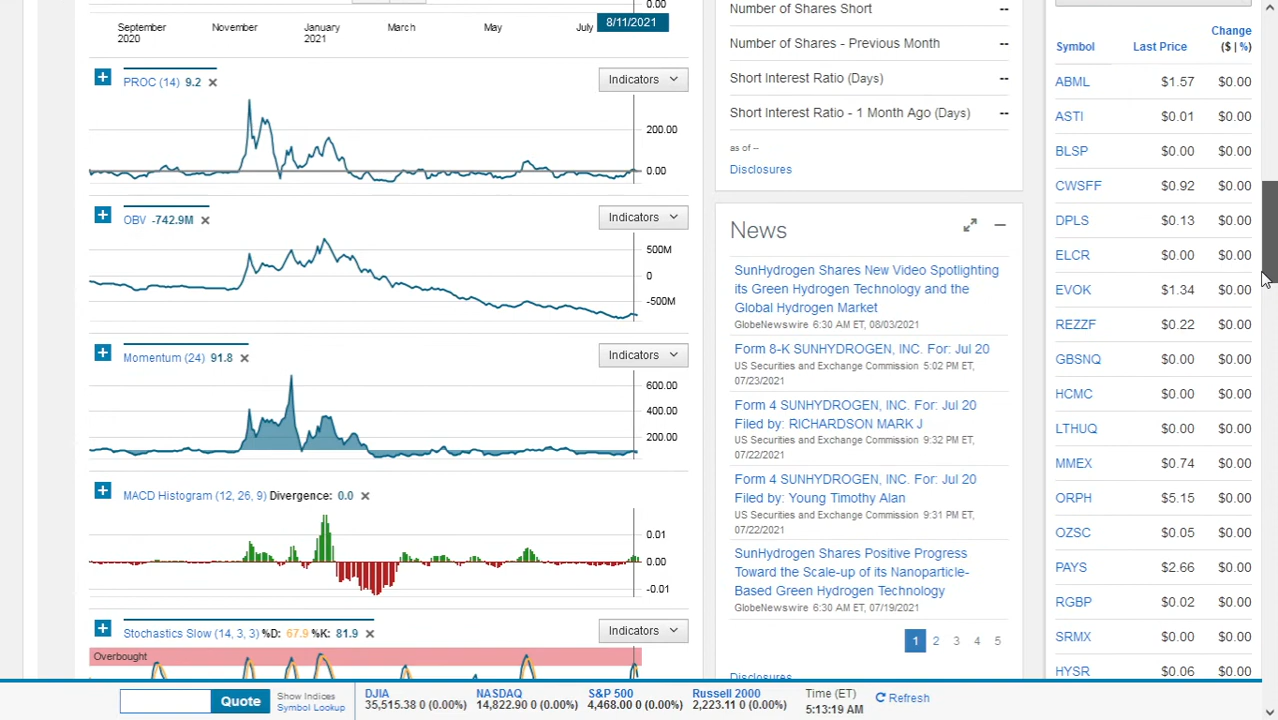 0.00
September 2020
November
January 2021
March
May
July
8/11/2021
PROC (14) 9.2
Indicators
200.00
0.00
OBV -742.9M
Indicators
500M
0
-500M
Momentum (24) 91.8
Indicators
600.00
400.00
200.00
MACD Histogram (12, 26, 9) Divergence: 0.0
0.01
0.00
-0.01
Stochastics Slow (14, 3, 3) %D: 67.9 %K: 81.9
Indicators
Overbought
Number of Shares Short --
Number of Shares - Previous Month --
Short Interest Ratio (Days) --
Short Interest Ratio - 1 Month Ago (Days) --
as of --
Disclosures
News
SunHydrogen Shares New Video Spotlighting
its Green Hydrogen Technology and the
Global Hydrogen Market
GlobeNewswire 6:30 AM ET, 08/03/2021
Form 8-K SUNHYDROGEN, INC. For: Jul 20
US Securities and Exchange Commission 5:02 PM ET,
07/23/2021
Form 4 SUNHYDROGEN, INC. For: Jul 20
Filed by: RICHARDSON MARK J
US Securities and Exchange Commission 9:32 PM ET,
07/22/2021
Form 4 SUNHYDROGEN, INC. For: Jul 20
Filed by: Young Timothy Alan
US Securities and Exchange Commission 9:31 PM ET,
07/22/2021
SunHydrogen Shares Positive Progress
Toward the Scale-up of its Nanoparticle-
Based Green Hydrogen Technology
GlobeNewswire 6:30 AM ET, 07/19/2021
1 2 3 4 5
Disclosures
Change
Symbol Last Price ($ | %)
ABML $1.57 $0.00
ASTI $0.01 $0.00
BLSP $0.00 $0.00
CWSFF $0.92 $0.00
DPLS $0.13 $0.00
ELCR $0.00 $0.00
EVOK $1.34 $0.00
REZZF $0.22 $0.00
GBSNQ $0.00 $0.00
HCMC $0.00 $0.00
LTHUQ $0.00 $0.00
MMEX $0.74 $0.00
ORPH $5.15 $0.00
OZSC $0.05 $0.00
PAYS $2.66 $0.00
RGBP $0.02 $0.00
SRMX $0.00 $0.00
HYSR $0.06 $0.00
Quote
Show Indices
Symbol Lookup
DJIA
35,515.38 0 (0.00%)
NASDAQ
14,822.90 0 (0.00%)
S&P 500
4,468.00 0 (0.00%)
Russell 2000
2,223.11 0 (0.00%)
Time (ET)
5:13:19 AM
Refresh